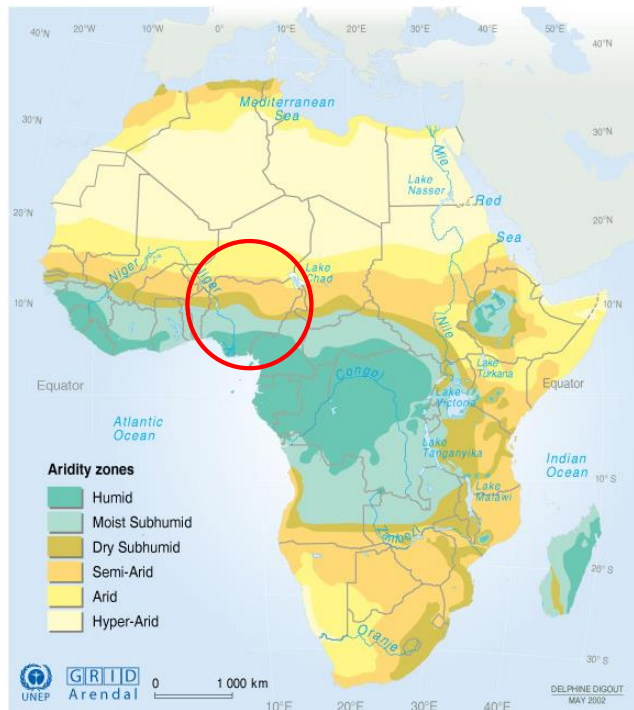 40°N
20°W
10°W
0°
10°E
20°E
30°E
40°E
50°E
40°N
Mediterranean
Sea
30°N
30°N
Nile
Lake
Nasser
Red
20°N
20°N
Sea
Niger
Niger
Lake
Chad
10°N
10°N
Nile
Lake
Turkana
Equator
Congo
Equator
Lake
Victoria
Atlantic
Ocean
Lake
Tanganyika
Indian
Ocean
Aridity zones
10° S
Lake
Malawi
Humid
Moist Subhumid
Zambezi
Dry Subhumid
Semi-Arid
20° S
Arid
Hyper-Arid
Oranje
30° S
UNEP
GRID
Arendal
0
1 000 km
10°E
20°E
30°E
40°E
DELPHINE DIGOUT
MAY 2002